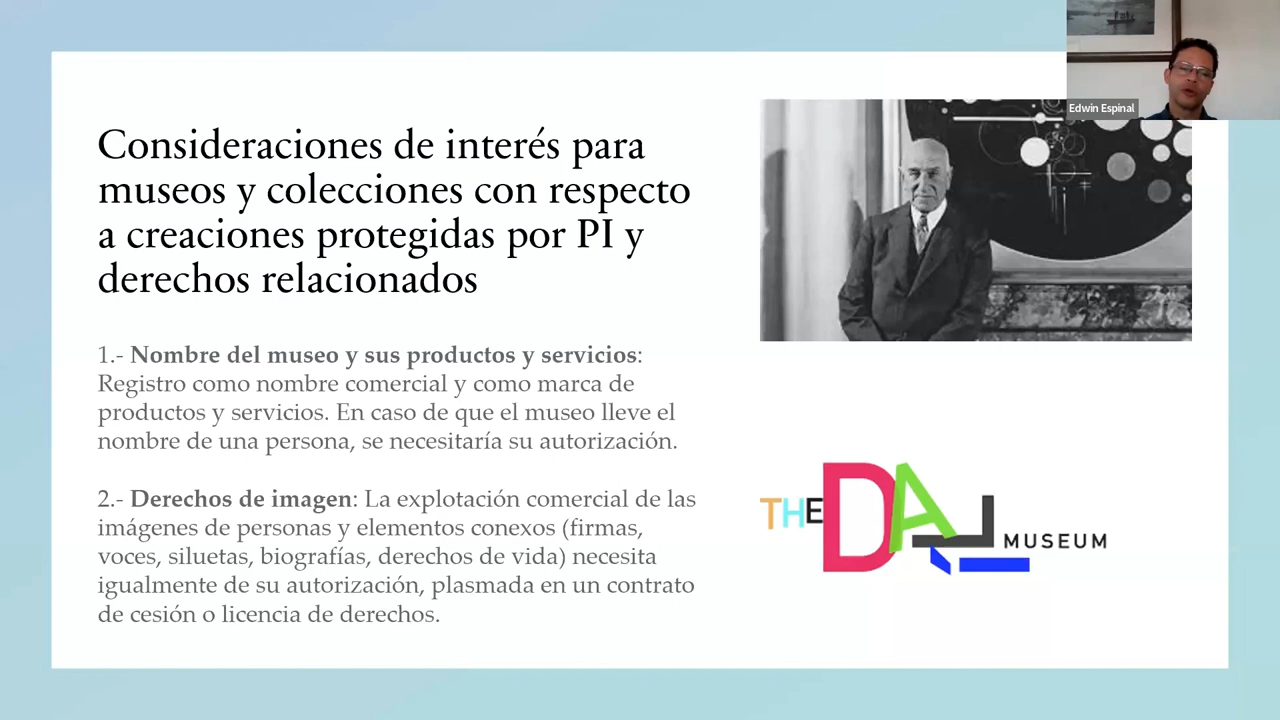 Edwin Espinal
Consideraciones de interés para
museos y colecciones con respecto
a creaciones protegidas por PI y
derechos relacionados
1.- Nombre del museo y sus productos y servicios:
Registro como nombre comercial y como marca de
productos y servicios. En caso de que el museo lleve el
nombre de una persona, se necesitaría su autorización.
2.- Derechos de imagen: La explotación comercial de las
imágenes de personas y elementos conexos (firmas,
voces, siluetas, biografías, derechos de vida) necesita
igualmente de su autorización, plasmada en un contrato
de cesión o licencia de derechos.
THE DALI MUSEUM